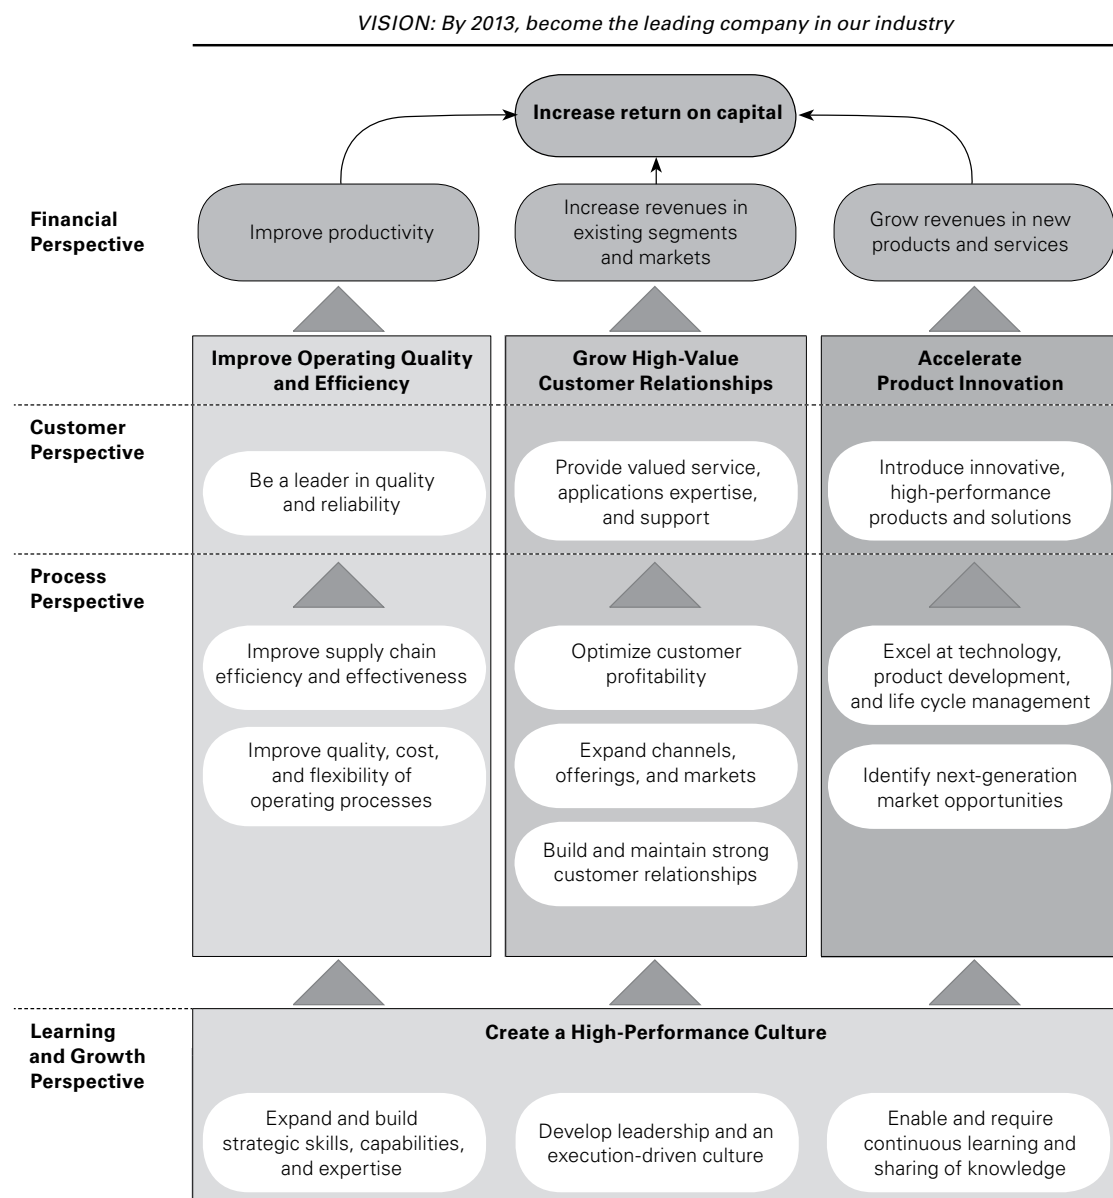 VISION: By 2013, become the leading company in our industry
Increase return on capital
Financial
Perspective
Improve productivity
Increase revenues in
existing segments
and markets
Grow revenues in new
products and services
Improve Operating Quality
and Efficiency
Grow High-Value
Customer Relationships
Accelerate
Product Innovation
Customer
Perspective
Be a leader in quality
and reliability
Provide valued service,
applications expertise,
and support
Introduce innovative,
high-performance
products and solutions
Process
Perspective
Improve supply chain
efficiency and effectiveness
Optimize customer
profitability
Excel at technology,
product development,
and life cycle management
Improve quality, cost,
and flexibility of
operating processes
Expand channels,
offerings, and markets
Identify next-generation
market opportunities
Build and maintain strong
customer relationships
Learning
and Growth
Perspective
Create a High-Performance Culture
Expand and build
strategic skills, capabilities,
and expertise
Develop leadership and an
execution-driven culture
Enable and require
continuous learning and
sharing of knowledge